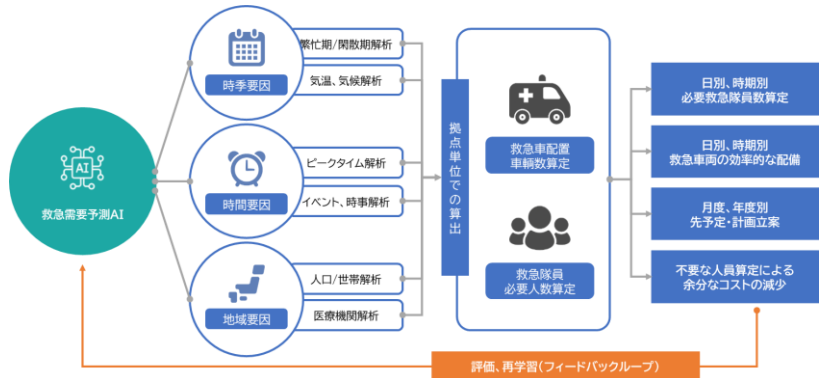 AI
救急需要予測AI
時季要因
繁忙期/閑散期解析
気温、気候解析
時間要因
ピークタイム解析
イベント、時事解析
地域要因
人口/世帯解析
医療機関解析
拠点単位での算出
救急車配置
車輌数算定
救急隊員
必要人数算定
日別、時期別
必要救急隊員数算定
日別、時期別
救急車両の効率的な配備
月度、年度別
先予定・計画立案
不要な人員算定による
余分なコストの減少
評価、再学習(フィードバックループ)